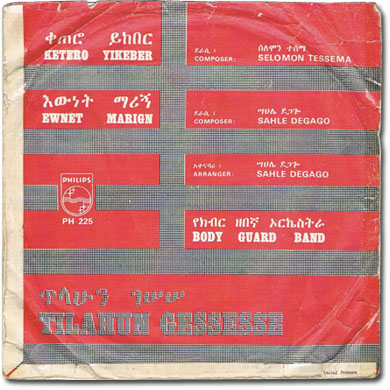 ቀጠሮ ይከበር
KETERO YIKEBER
ደራሲ :
COMPOSER:
ሰለሞን ተሰማ
SELOMON TESSEMA
እውነት ማሪኝ
EWNET MARIGN
ደራሲ :
COMPOSER:
ሣህሌ ደጋጎ
SAHLE DEGAGO
አቀናባሪ :
ARRANGER:
ሣህሌ ደጋጎ
SAHLE DEGAGO
PHILIPS
PH 225
የክብር ዘበኛ ኦርኬስትራ
BODY GUARD BAND
ጥላሁን ገሠሠ
TILAHUN GESSESSE
United Printers